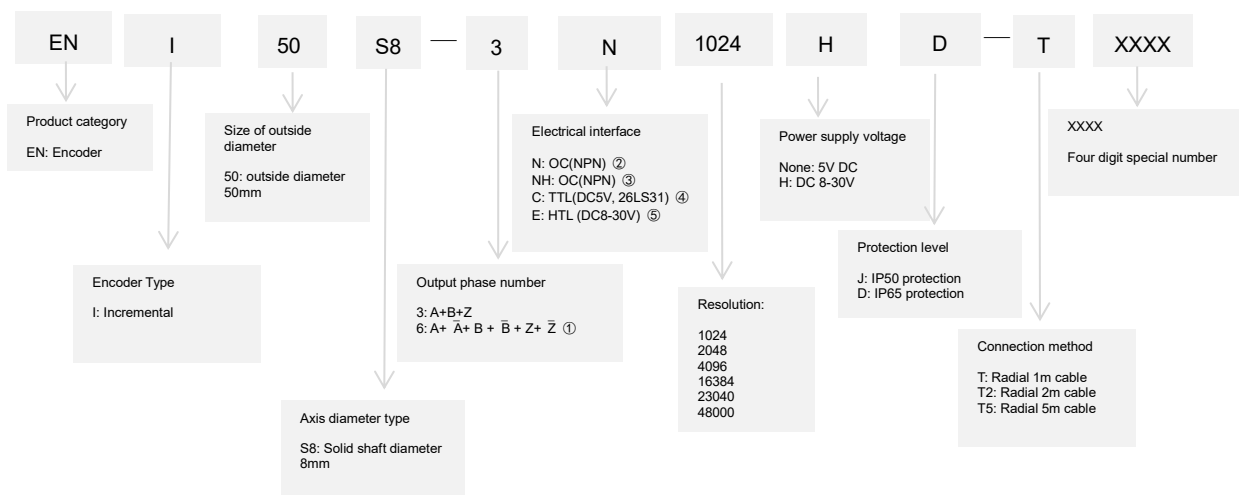 EN I 50 S8 — 3 N 1024 H D — T XXXX
Product category
EN: Encoder
Encoder Type
I: Incremental
Size of outside
diameter
50: outside diameter
50mm
Axis diameter type
S8: Solid shaft diameter
8mm
Output phase number
3: A+B+Z
6: A+ A̅+ B + B̅ + Z+ Z̅ ①
Electrical interface
N: OC(NPN) ②
NH: OC(NPN) ③
C: TTL(DC5V, 26LS31) ④
E: HTL (DC8-30V) ⑤
Resolution:
1024
2048
4096
16384
23040
48000
Power supply voltage
None: 5V DC
H: DC 8-30V
Protection level
J: IP50 protection
D: IP65 protection
Connection method
T: Radial 1m cable
T2: Radial 2m cable
T5: Radial 5m cable
XXXX
Four digit special number